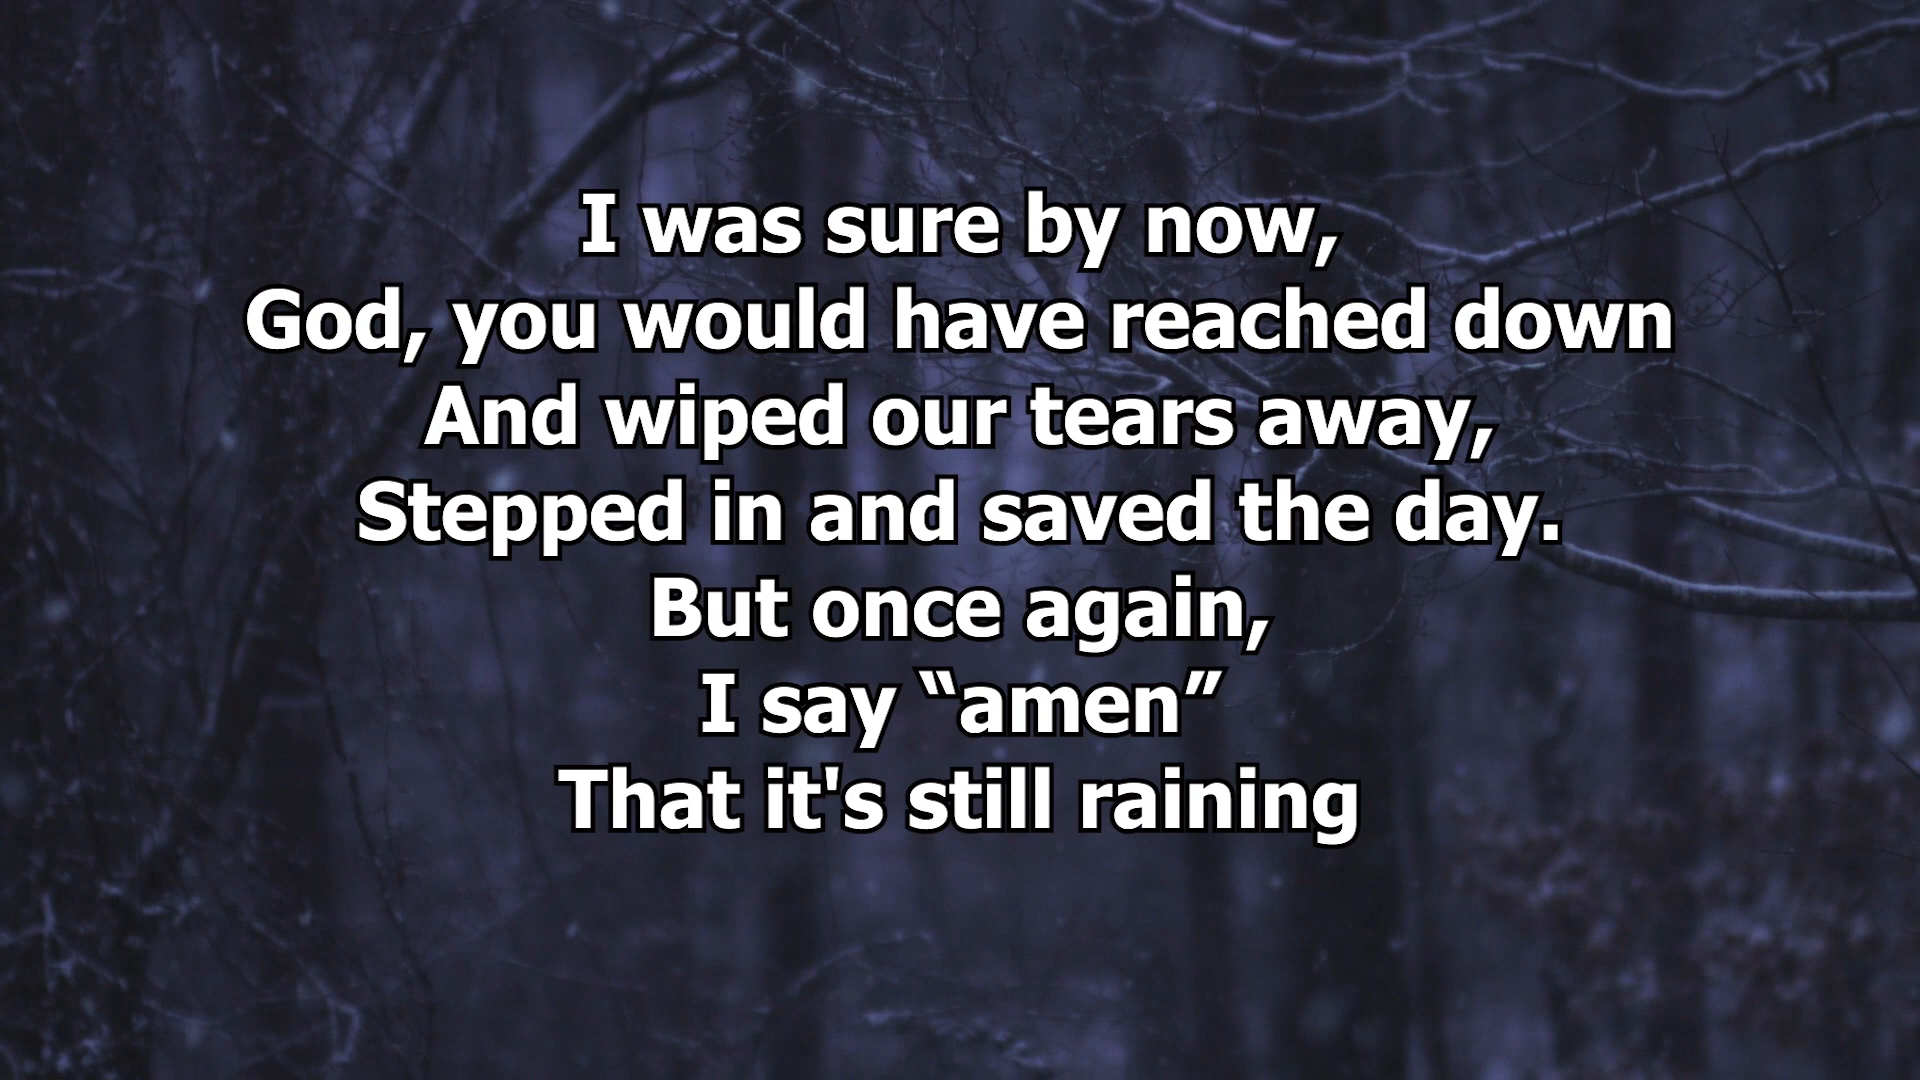 I was sure by now,
God, you would have reached down
And wiped our tears away,
Stepped in and saved the day.
But once again,
I say “amen”
That it's still raining